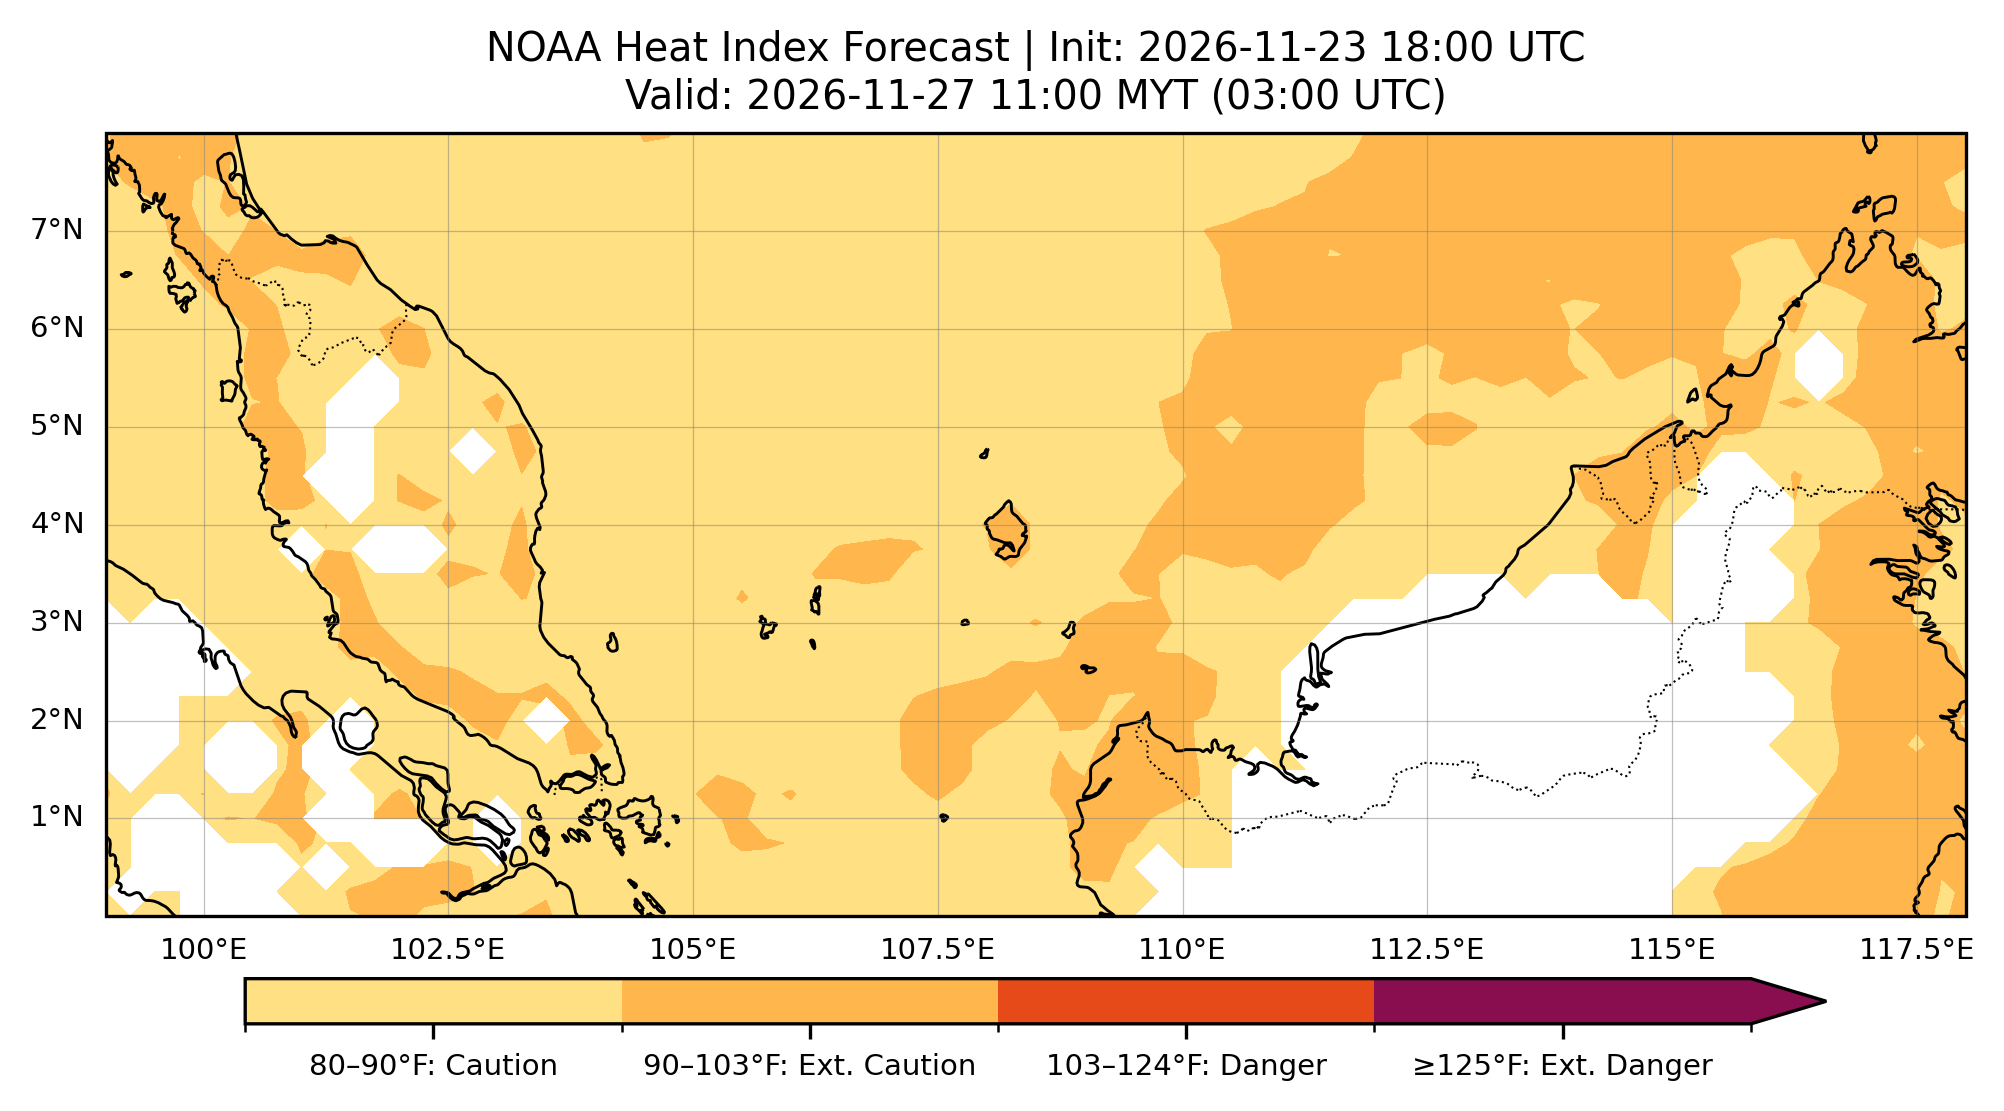 NOAA Heat Index Forecast | Init: 2026-11-23 18:00 UTC
Valid: 2026-11-27 11:00 MYT (03:00 UTC)
7°N
6°N
5°N
4°N
3°N
2°N
1°N
100°E 102.5°E 105°E 107.5°E 110°E 112.5°E 115°E 117.5°E
80–90°F: Caution 90–103°F: Ext. Caution 103–124°F: Danger ≥125°F: Ext. Danger